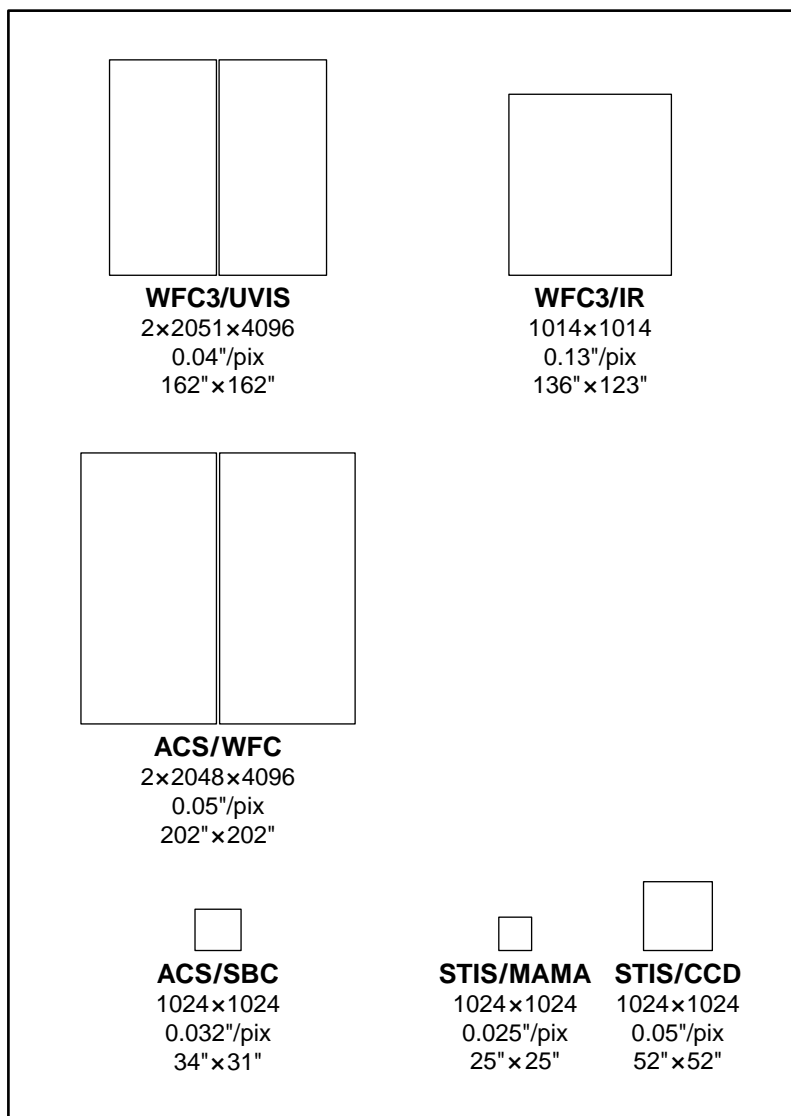 WFC3/UVIS
2×2051×4096
0.04"/pix
162"×162"
WFC3/IR
1014×1014
0.13"/pix
136"×123"
ACS/WFC
2×2048×4096
0.05"/pix
202"×202"
ACS/SBC
1024×1024
0.032"/pix
34"×31"
STIS/MAMA
1024×1024
0.025"/pix
25"×25"
STIS/CCD
1024×1024
0.05"/pix
52"×52"